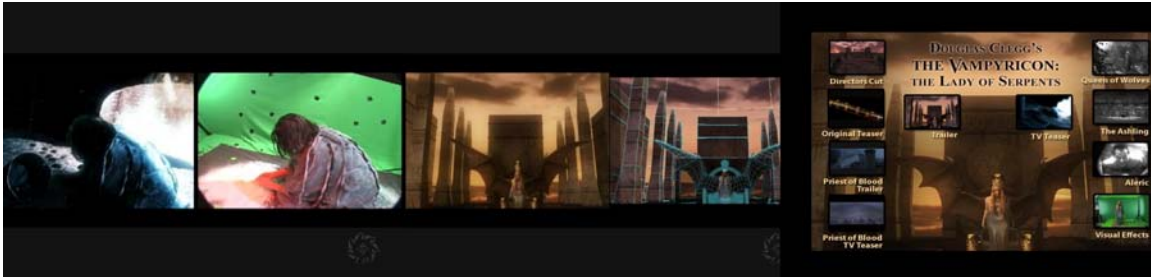 DOUGLAS CLEGG'S
THE VAMPYRICON:
THE LADY OF SERPENTS
Directors Cut
Original Teaser
Priest of Blood
Trailer
Priest of Blood
TV Teaser
Trailer
TV Teaser
Queen of Wolves
The Ashling
Aleric
Visual Effects